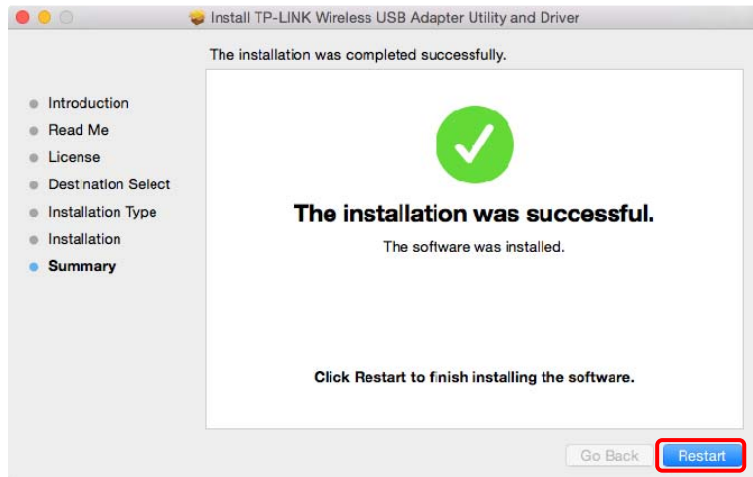 Install TP-LINK Wireless USB Adapter Utility and Driver
The installation was completed successfully.
Introduction
Read Me
License
Destination Select
Installation Type
Installation
Summary
The installation was successful.
The software was installed.
Click Restart to finish installing the software.
Go Back
Restart